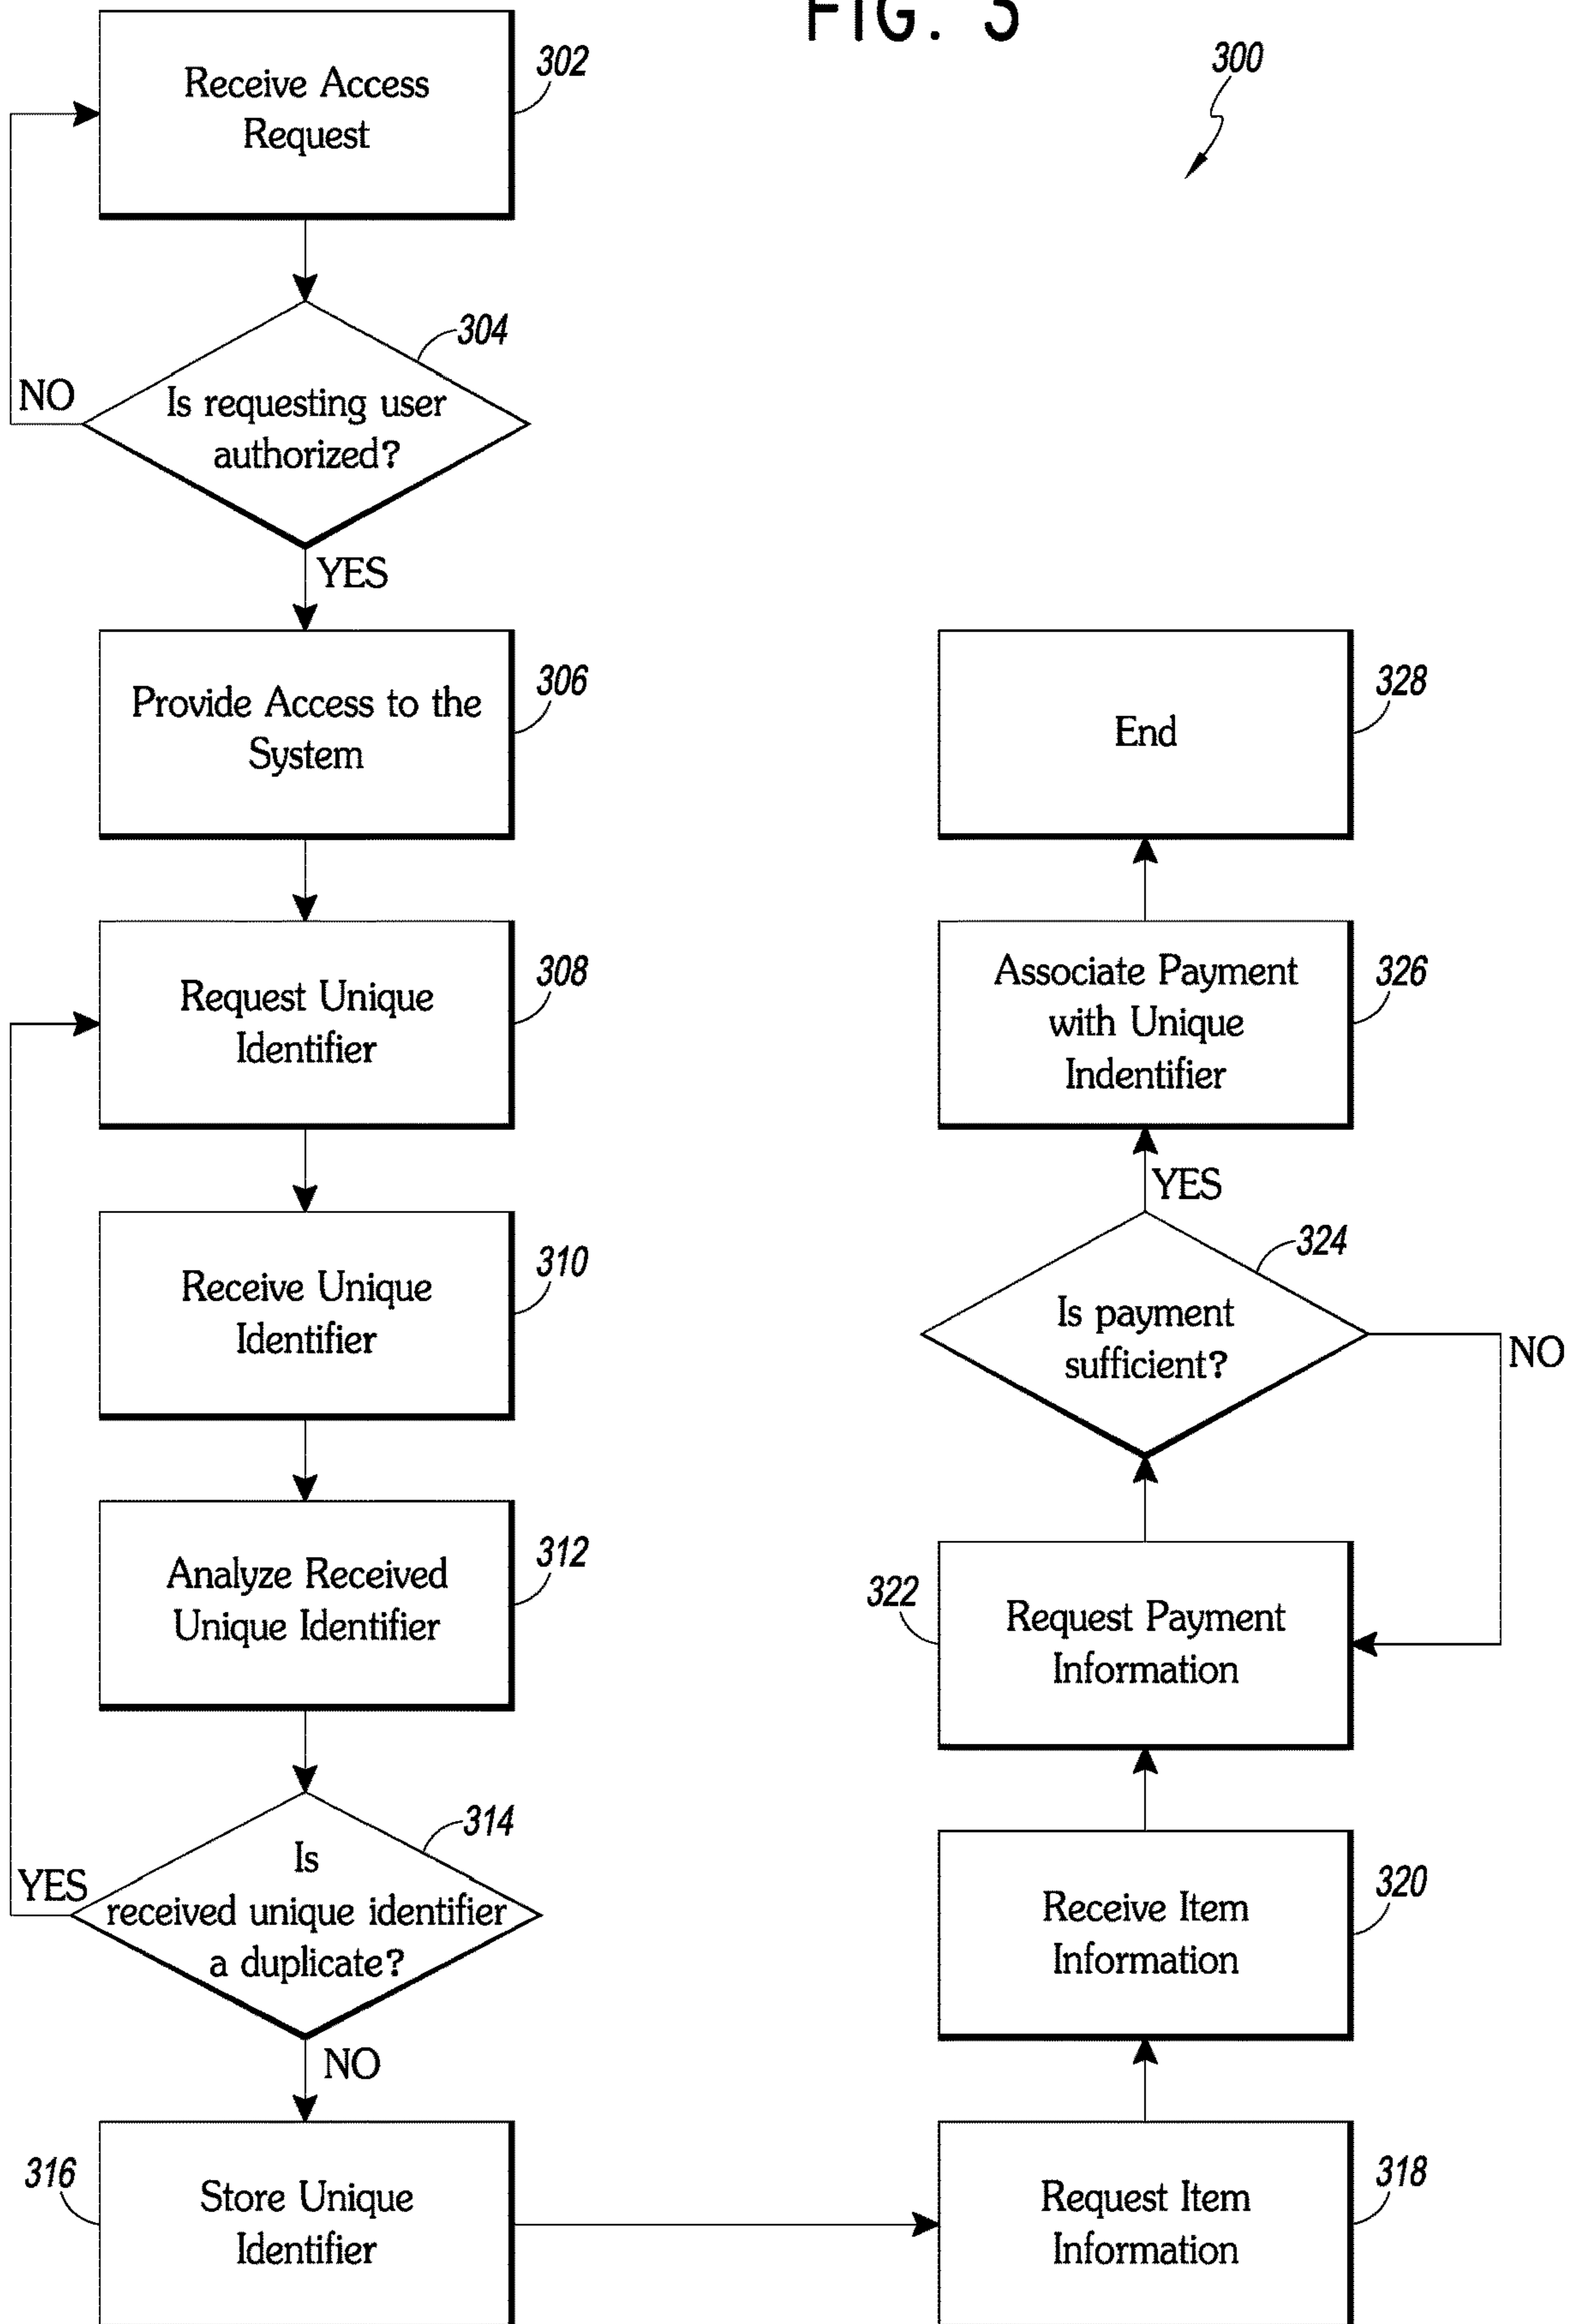 FIG. 3
300
Receive Access
Request
302
304
Is requesting user
authorized?
NO
YES
Provide Access to the
System
306
Request Unique
Identifier
308
Receive Unique
Identifier
310
Analyze Received
Unique Identifier
312
314
Is
received unique identifier
a duplicate?
YES
NO
316
Store Unique
Identifier
Request Item
Information
318
Receive Item
Information
320
322
Request Payment
Information
324
Is payment
sufficient?
NO
YES
Associate Payment
with Unique
Indentifier
326
End
328